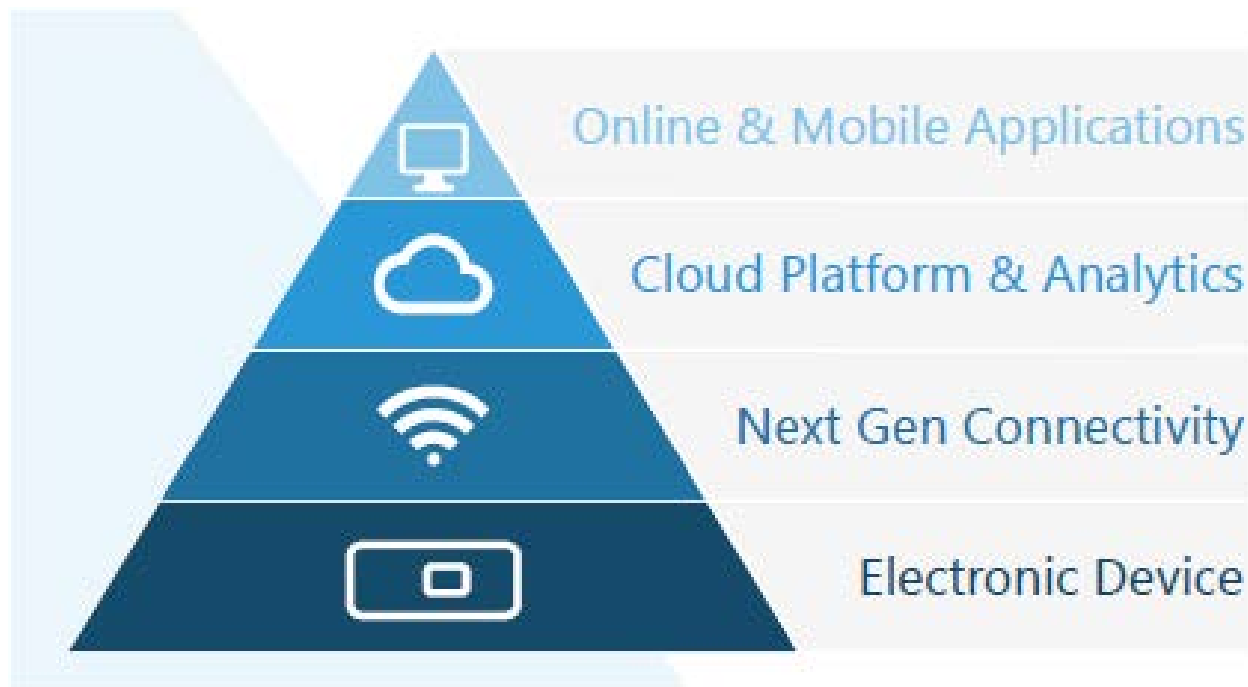 Online & Mobile Applications
Cloud Platform & Analytics
Next Gen Connectivity
Electronic Device